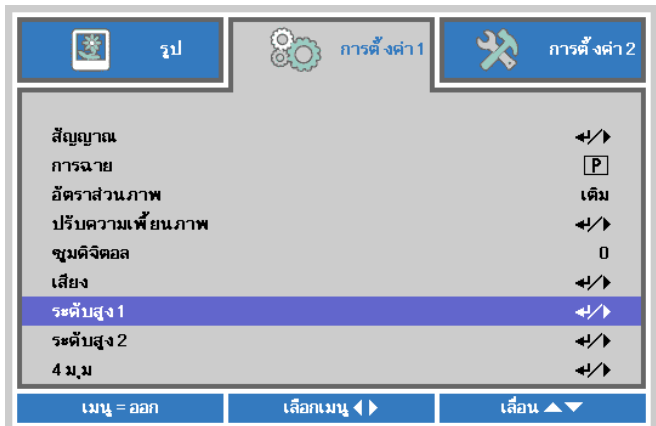 รูป
การตั้งค่า 1
การตั้งค่า 2
สัญญาณ
การฉาย P
อัตราส่วนภาพ เติม
ปรับความเพี้ยนภาพ
ซูมดิจิตอล 0
เสียง
ระดับสูง 1
ระดับสูง 2
4 มุม
เมนู = ออก
เลือกเมนู ◀▶
เลื่อน ▲▼